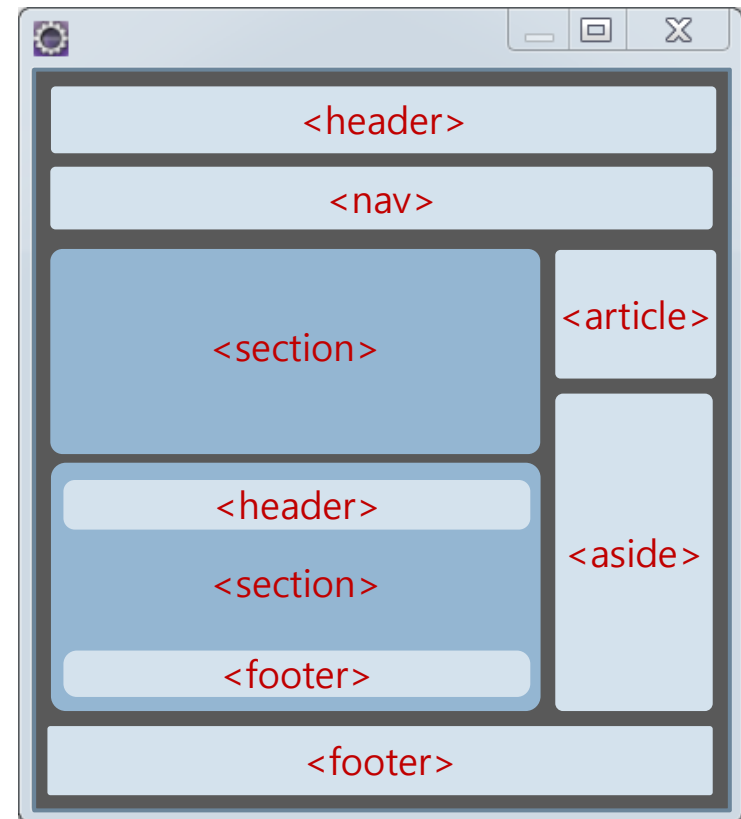 <header>
<nav>
<section>
<article>
<header>
<section>
<footer>
<aside>
<footer>